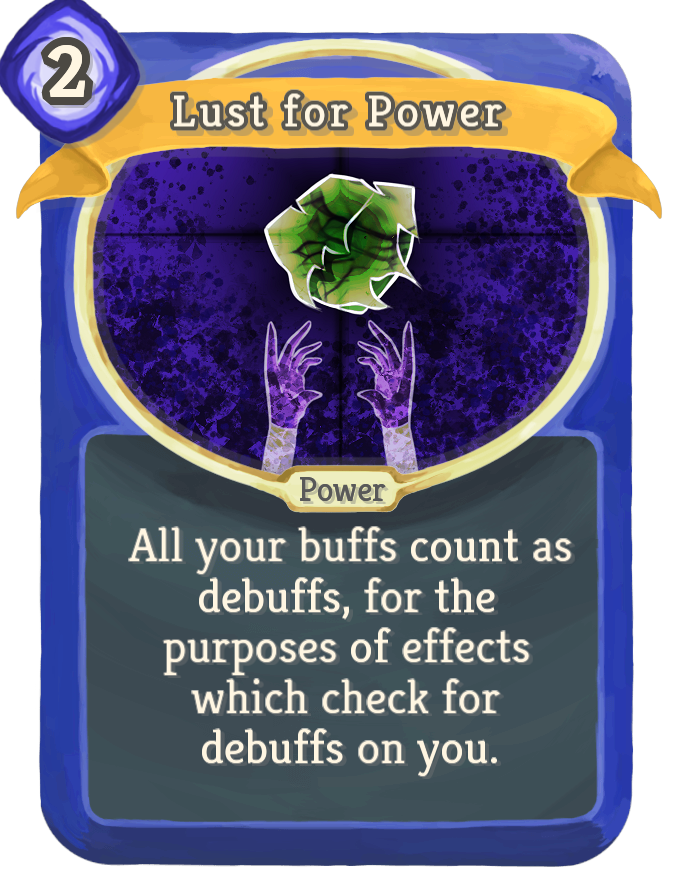 2
Lust for Power
Power
All your buffs count as
debuffs, for the
purposes of effects
which check for
debuffs on you.